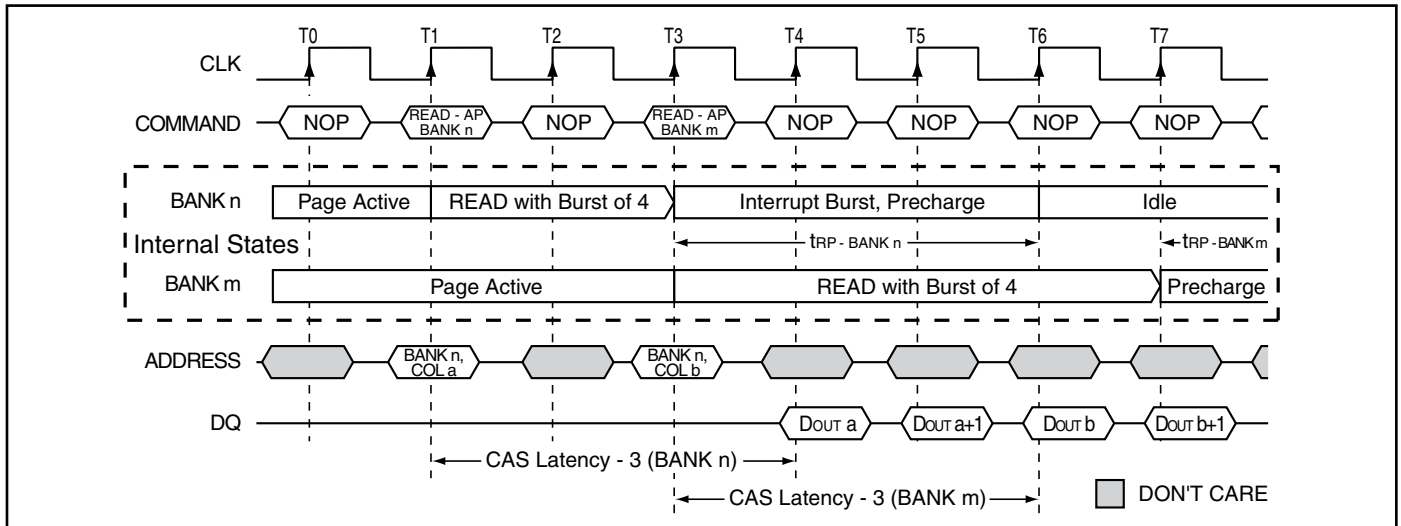 T0 T1 T2 T3 T4 T5 T6 T7
CLK
COMMAND NOP READ - AP NOP READ - AP NOP NOP NOP NOP
BANK n BANK m
BANK n Page Active READ with Burst of 4 Interrupt Burst, Precharge Idle
Internal States tRP - BANK n tRP - BANK m
BANK m Page Active READ with Burst of 4 Precharge
ADDRESS BANK n, BANK n,
COL a COL b
DQ DOUT a DOUT a+1 DOUT b DOUT b+1
CAS Latency - 3 (BANK n)
CAS Latency - 3 (BANK m) DON'T CARE